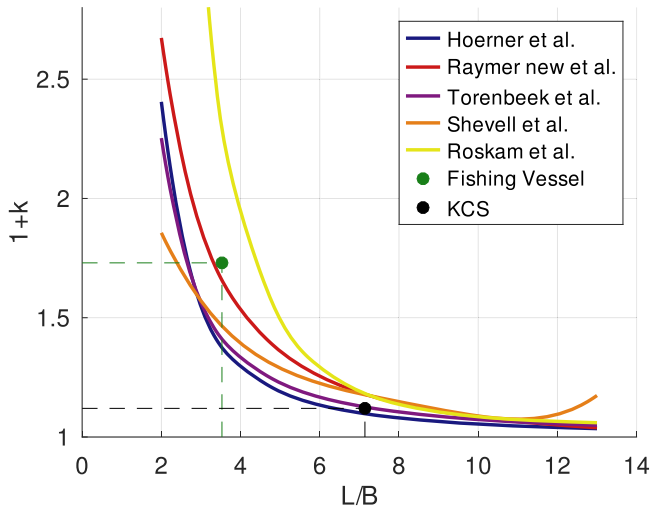 2.5
2
1.5
1
1+k
0
2
4
6
8
10
12
14
L/B
Hoerner et al.
Raymer new et al.
Torenbeek et al.
Shevell et al.
Roskam et al.
Fishing Vessel
KCS